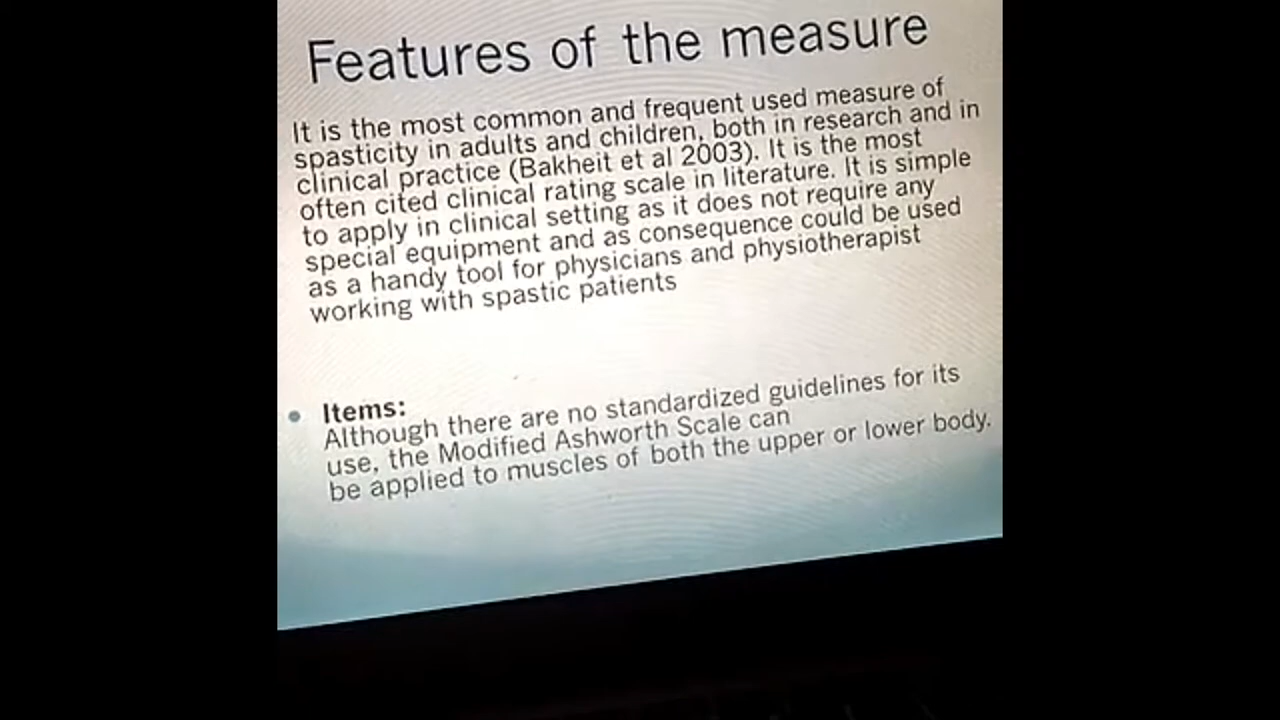 Features of the measure
It is the most common and frequent used measure of
spasticity in adults and children, both in research and in
clinical practice (Bakheit et al 2003). It is the most
often cited clinical rating scale in literature. It is simple
to apply in clinical setting as it does not require any
special equipment and as consequence could be used
as a handy tool for physicians and physiotherapist
working with spastic patients
Items:
Although there are no standardized guidelines for its
use, the Modified Ashworth Scale can
be applied to muscles of both the upper or lower body.